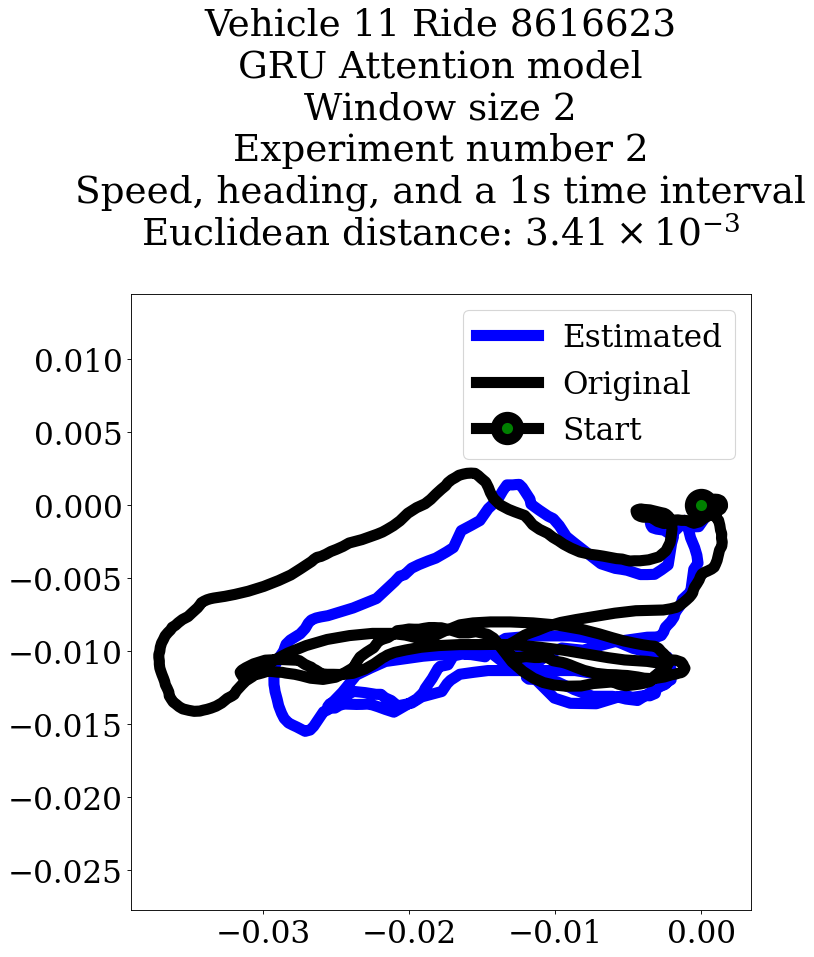 Vehicle 11 Ride 8616623
GRU Attention model
Window size 2
Experiment number 2
Speed, heading, and a 1s time interval
Euclidean distance: 3.41 × 10⁻³
Estimated
Original
Start
0.010
0.005
0.000
−0.005
−0.010
−0.015
−0.020
−0.025
−0.03 −0.02 −0.01 0.00